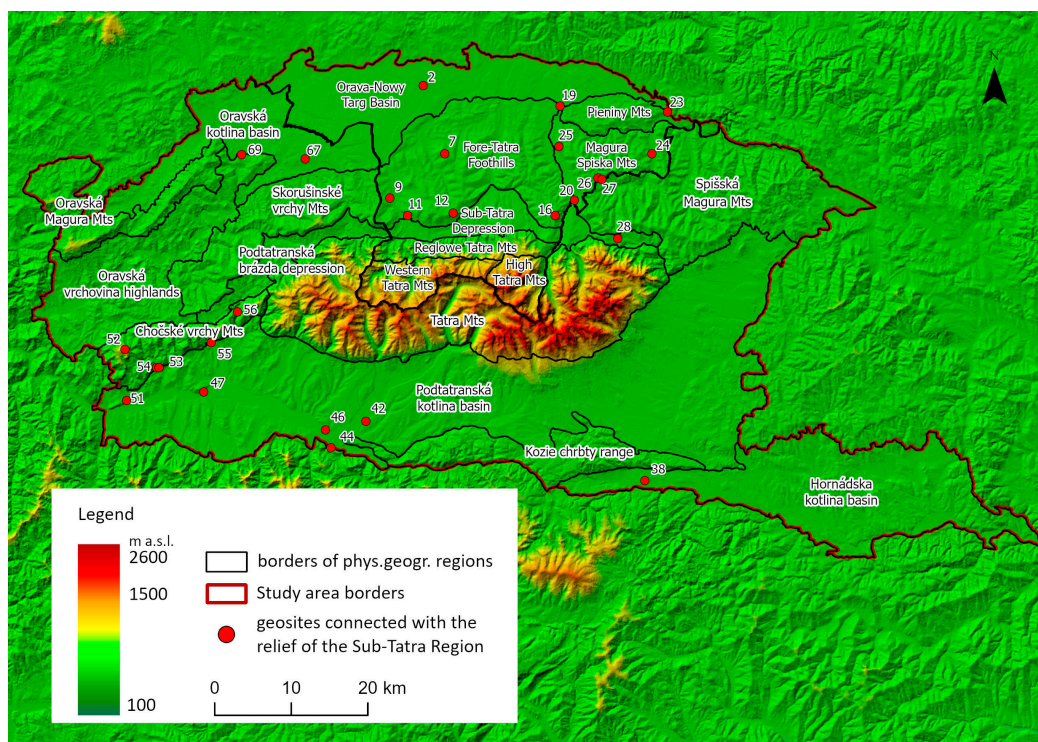 N
2
Orava-Nowy
Targ Basin
19
23
Pieniny Mts
Oravská
kotlina basin
69
67
7
Fore-Tatra
Foothills
25
Magura
Spiska Mts
24
26
27
Oravská
Magura Mts
Skorušinské
vrchy Mts
9
11
12
Sub-Tatra
Depression
16
20
Spišská
Magura Mts
28
Podtatranská
brázda depression
Reglowe Tatra Mts
Western
Tatra Mts
High
Tatra Mts
Oravská
vrchovina highlands
Tatra Mts
56
Chočské vrchy Mts
52
55
54
53
47
51
Podtatranská
kotlina basin
46
42
44
Kozie chrbty range
38
Hornádska
kotlina basin
Legend
m a.s.l.
2600
1500
100
borders of phys.geogr. regions
Study area borders
geosites connected with the
relief of the Sub-Tatra Region
0 10 20 km